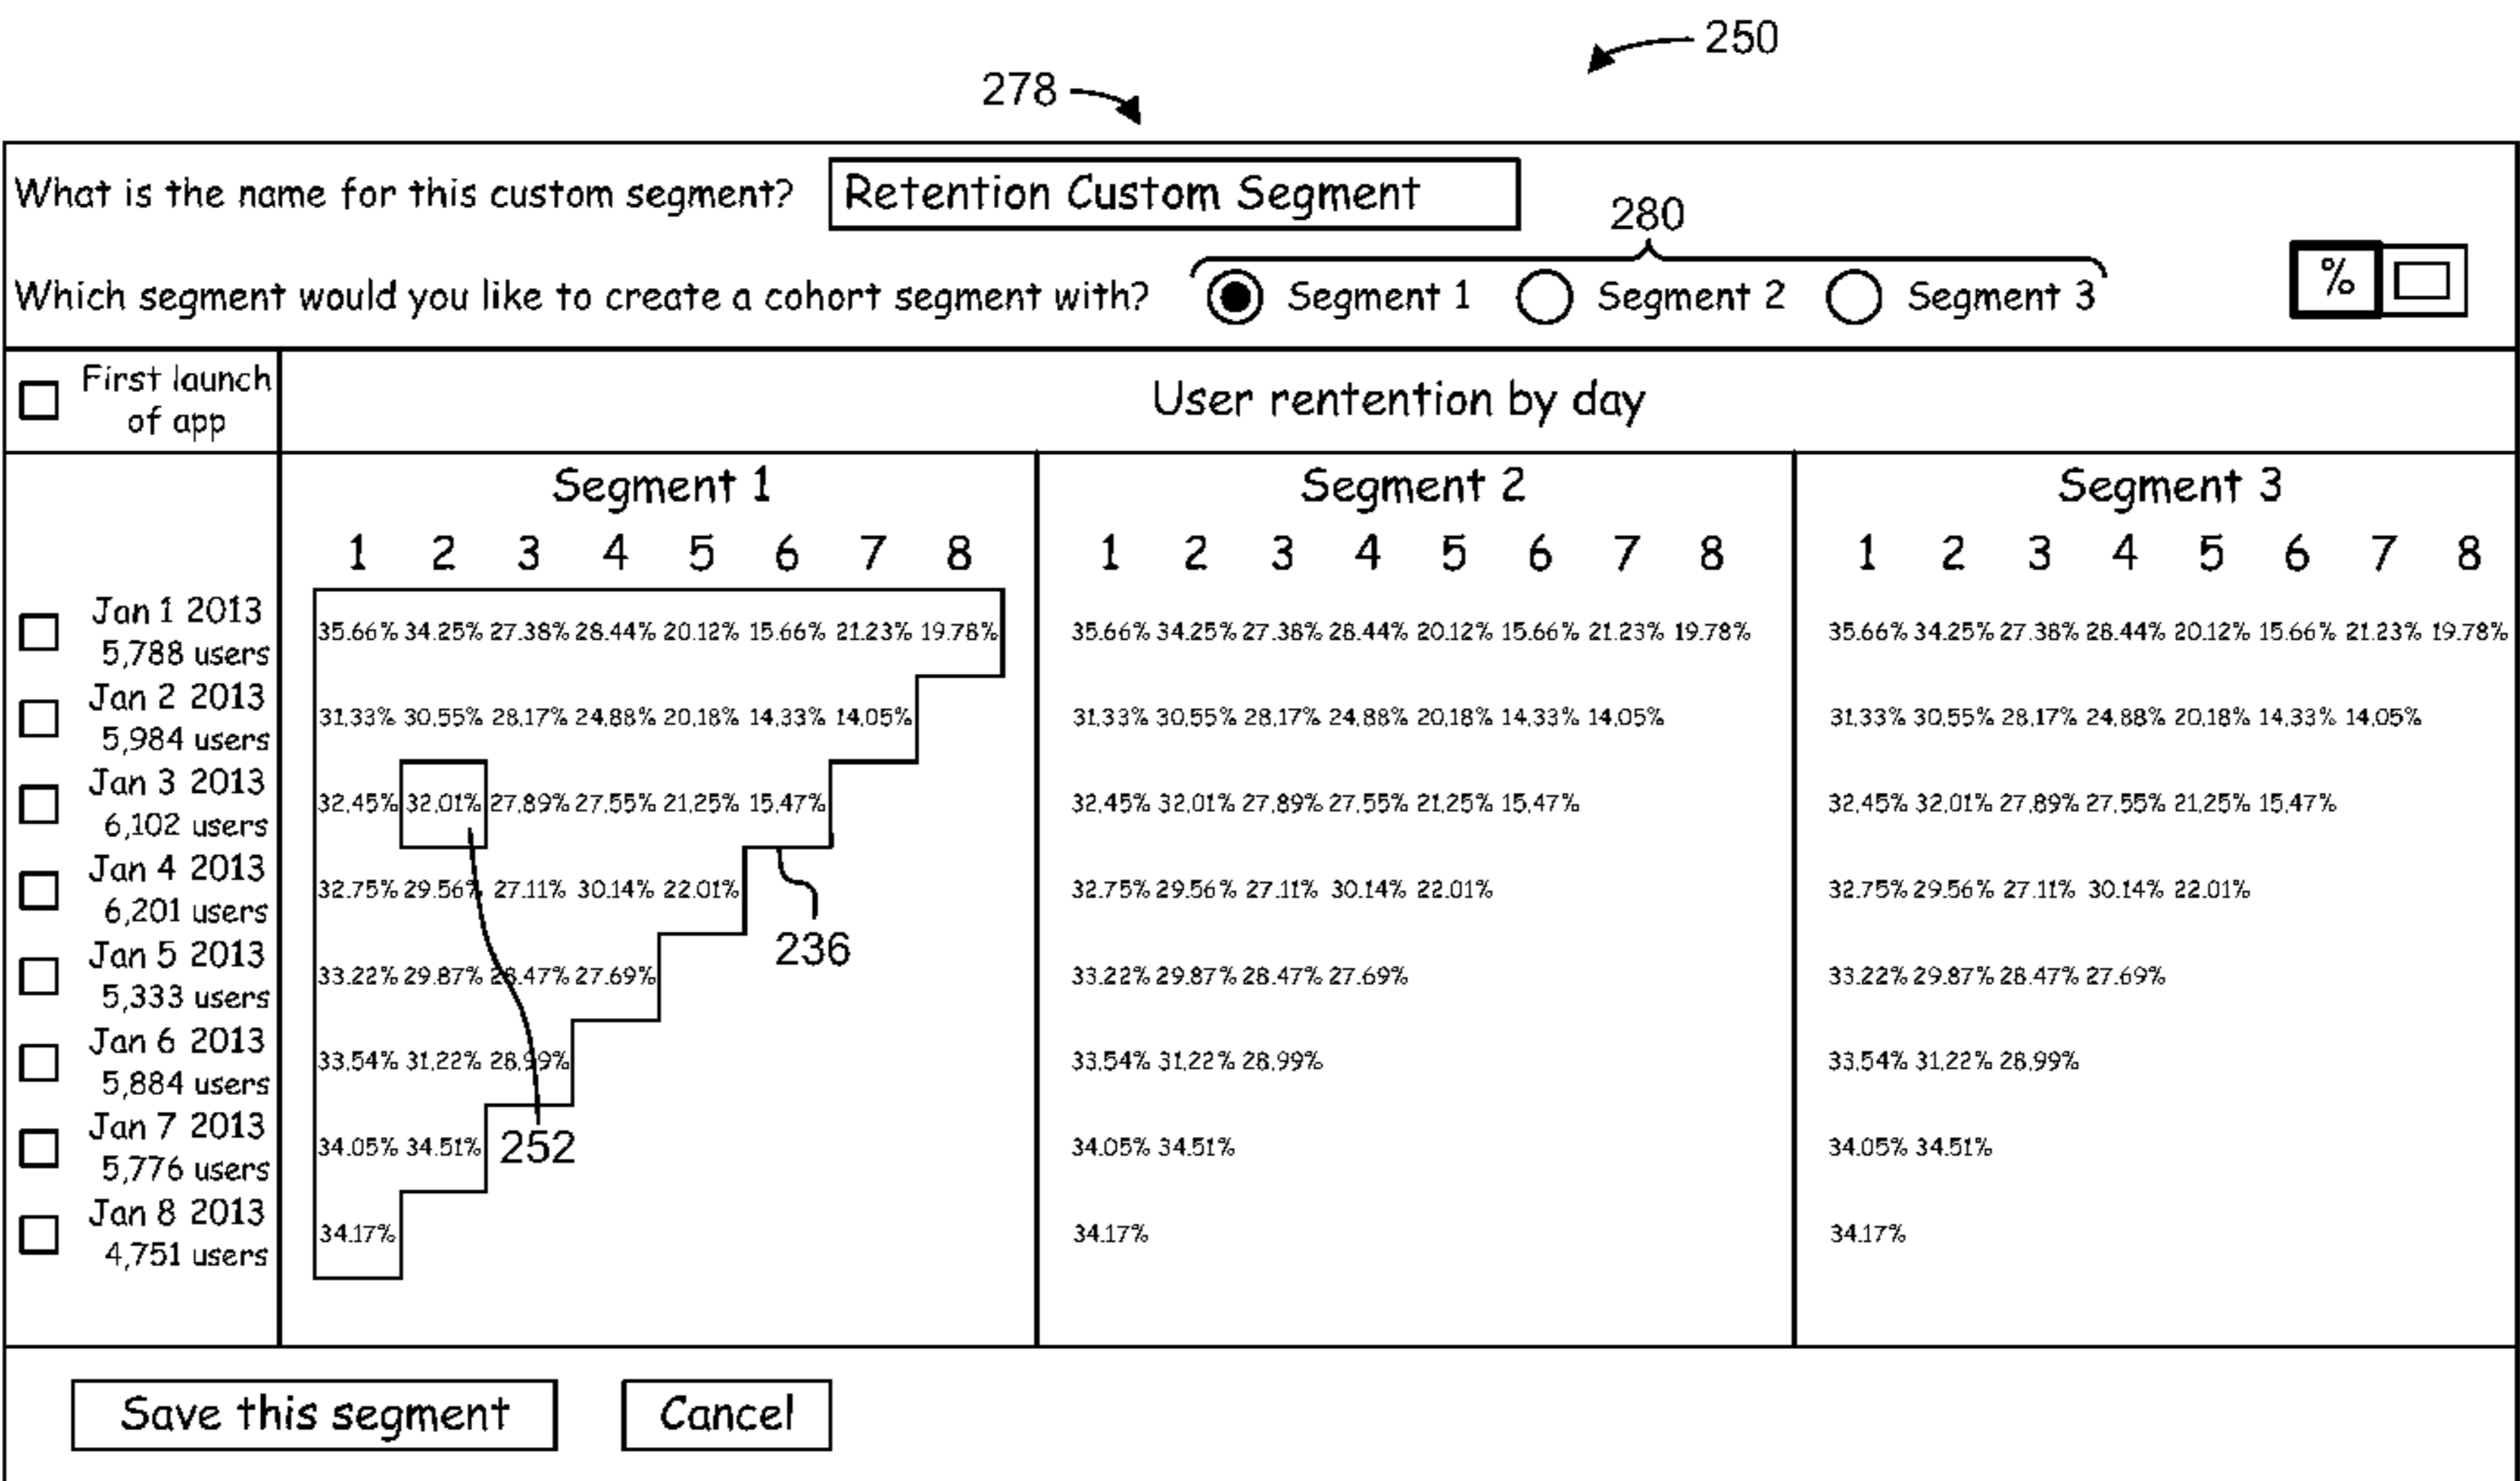 250
278
What is the name for this custom segment? Retention Custom Segment
280
Which segment would you like to create a cohort segment with? Segment 1 Segment 2 Segment 3 %
First launch of app
User rentention by day
Segment 1 Segment 2 Segment 3
1 2 3 4 5 6 7 8 1 2 3 4 5 6 7 8 1 2 3 4 5 6 7 8
Jan 1 2013
5,788 users
35.66% 34.25% 27.38% 28.44% 20.12% 15.66% 21.23% 19.78% 35.66% 34.25% 27.38% 28.44% 20.12% 15.66% 21.23% 19.78% 35.66% 34.25% 27.38% 28.44% 20.12% 15.66% 21.23% 19.78%
Jan 2 2013
5,984 users
31.33% 30.55% 28.17% 24.88% 20.18% 14.33% 14.05% 31.33% 30.55% 28.17% 24.88% 20.18% 14.33% 14.05% 31.33% 30.55% 28.17% 24.88% 20.18% 14.33% 14.05%
Jan 3 2013
6,102 users
32.45% 32.01% 27.89% 27.55% 21.25% 15.47% 32.45% 32.01% 27.89% 27.55% 21.25% 15.47% 32.45% 32.01% 27.89% 27.55% 21.25% 15.47%
Jan 4 2013
6,201 users
32.75% 29.56% 27.11% 30.14% 22.01% 32.75% 29.56% 27.11% 30.14% 22.01% 32.75% 29.56% 27.11% 30.14% 22.01%
236
Jan 5 2013
5,333 users
33.22% 29.87% 28.47% 27.69% 33.22% 29.87% 28.47% 27.69% 33.22% 29.87% 28.47% 27.69%
Jan 6 2013
5,884 users
33.54% 31.22% 28.99% 33.54% 31.22% 28.99% 33.54% 31.22% 28.99%
Jan 7 2013
5,776 users
34.05% 34.51% 252 34.05% 34.51% 34.05% 34.51%
Jan 8 2013
4,751 users
34.17% 34.17% 34.17%
Save this segment Cancel